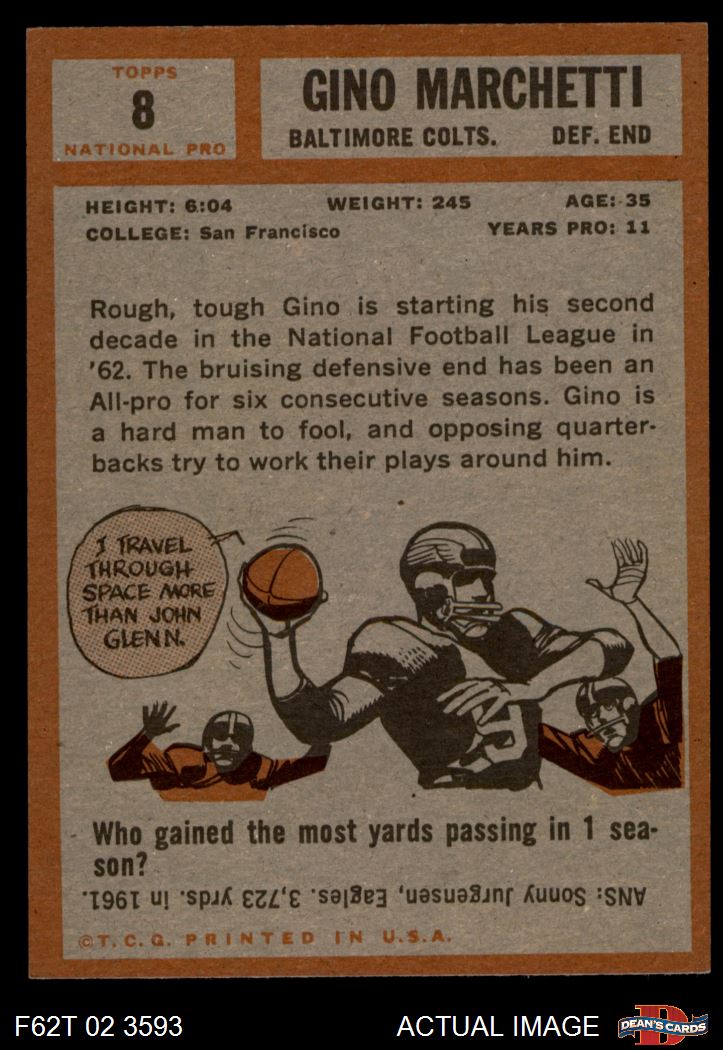 TOPPS
8
NATIONAL PRO
GINO MARCHETTI
BALTIMORE COLTS. DEF. END
HEIGHT: 6:04 WEIGHT: 245 AGE: 35
COLLEGE: San Francisco YEARS PRO: 11
Rough, tough Gino is starting his second
decade in the National Football League in
'62. The bruising defensive end has been an
All-pro for six consecutive seasons. Gino is
a hard man to fool, and opposing quarter-
backs try to work their plays around him.
I TRAVEL
THROUGH
SPACE MORE
THAN JOHN
GLENN.
9
Who gained the most yards passing in 1 sea-
son?
ANS: Sonny Jurgensen, Eagles. 3,723 yrds. in 1961.
©T.C.G. PRINTED IN U.S.A.
F62T 02 3593
ACTUAL IMAGE
D
DEAN'S CARDS